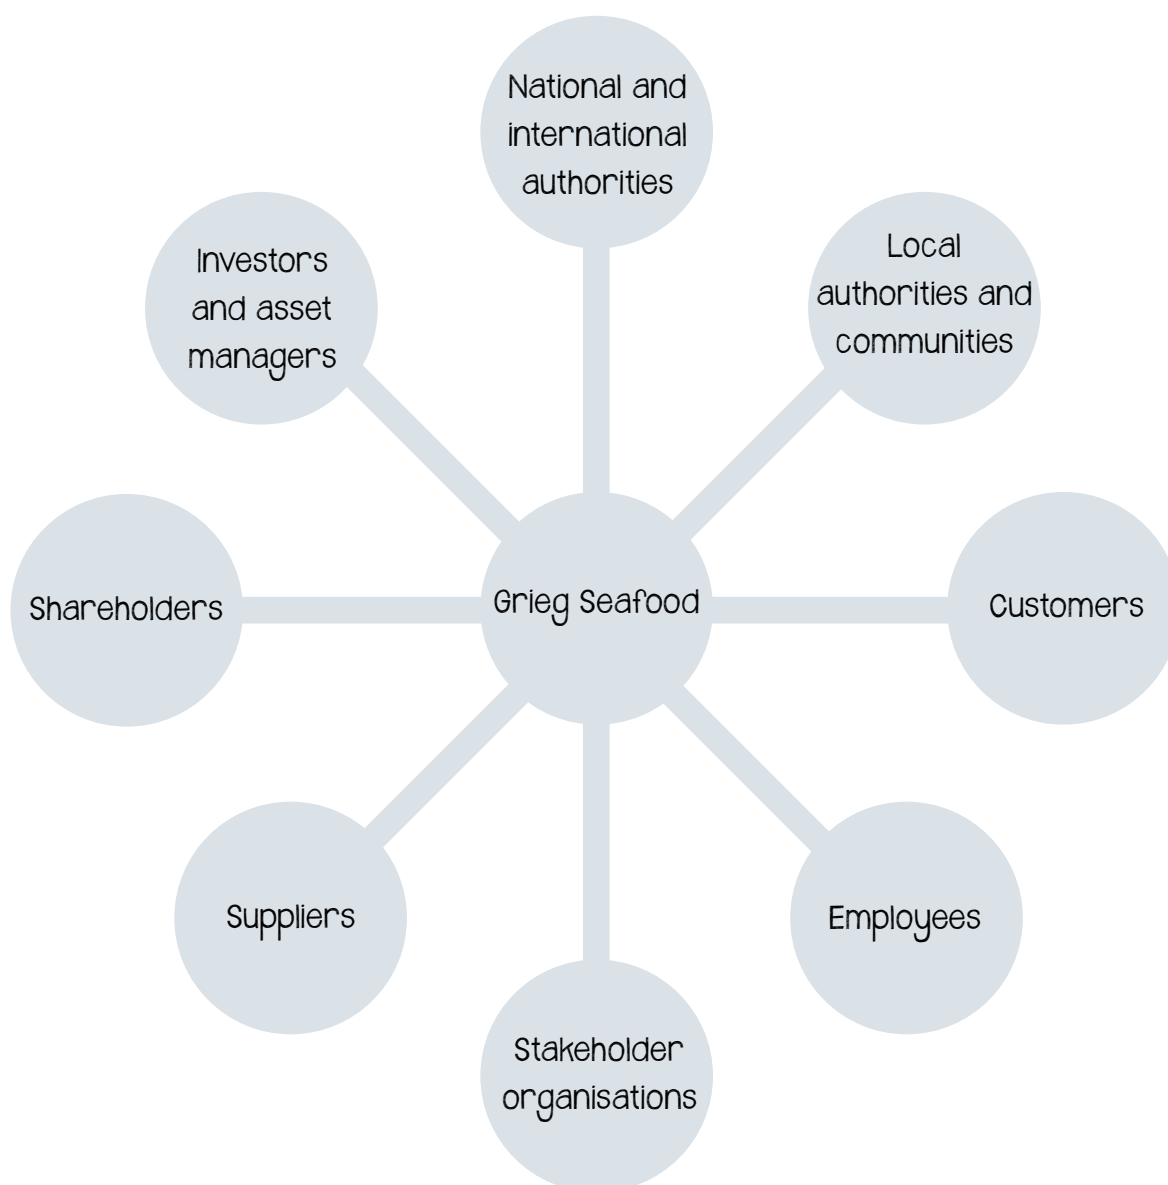 National and
international
authorities
Investors
and asset
managers
Local
authorities and
communities
Shareholders
Grieg Seafood
Customers
Suppliers
Employees
Stakeholder
organisations